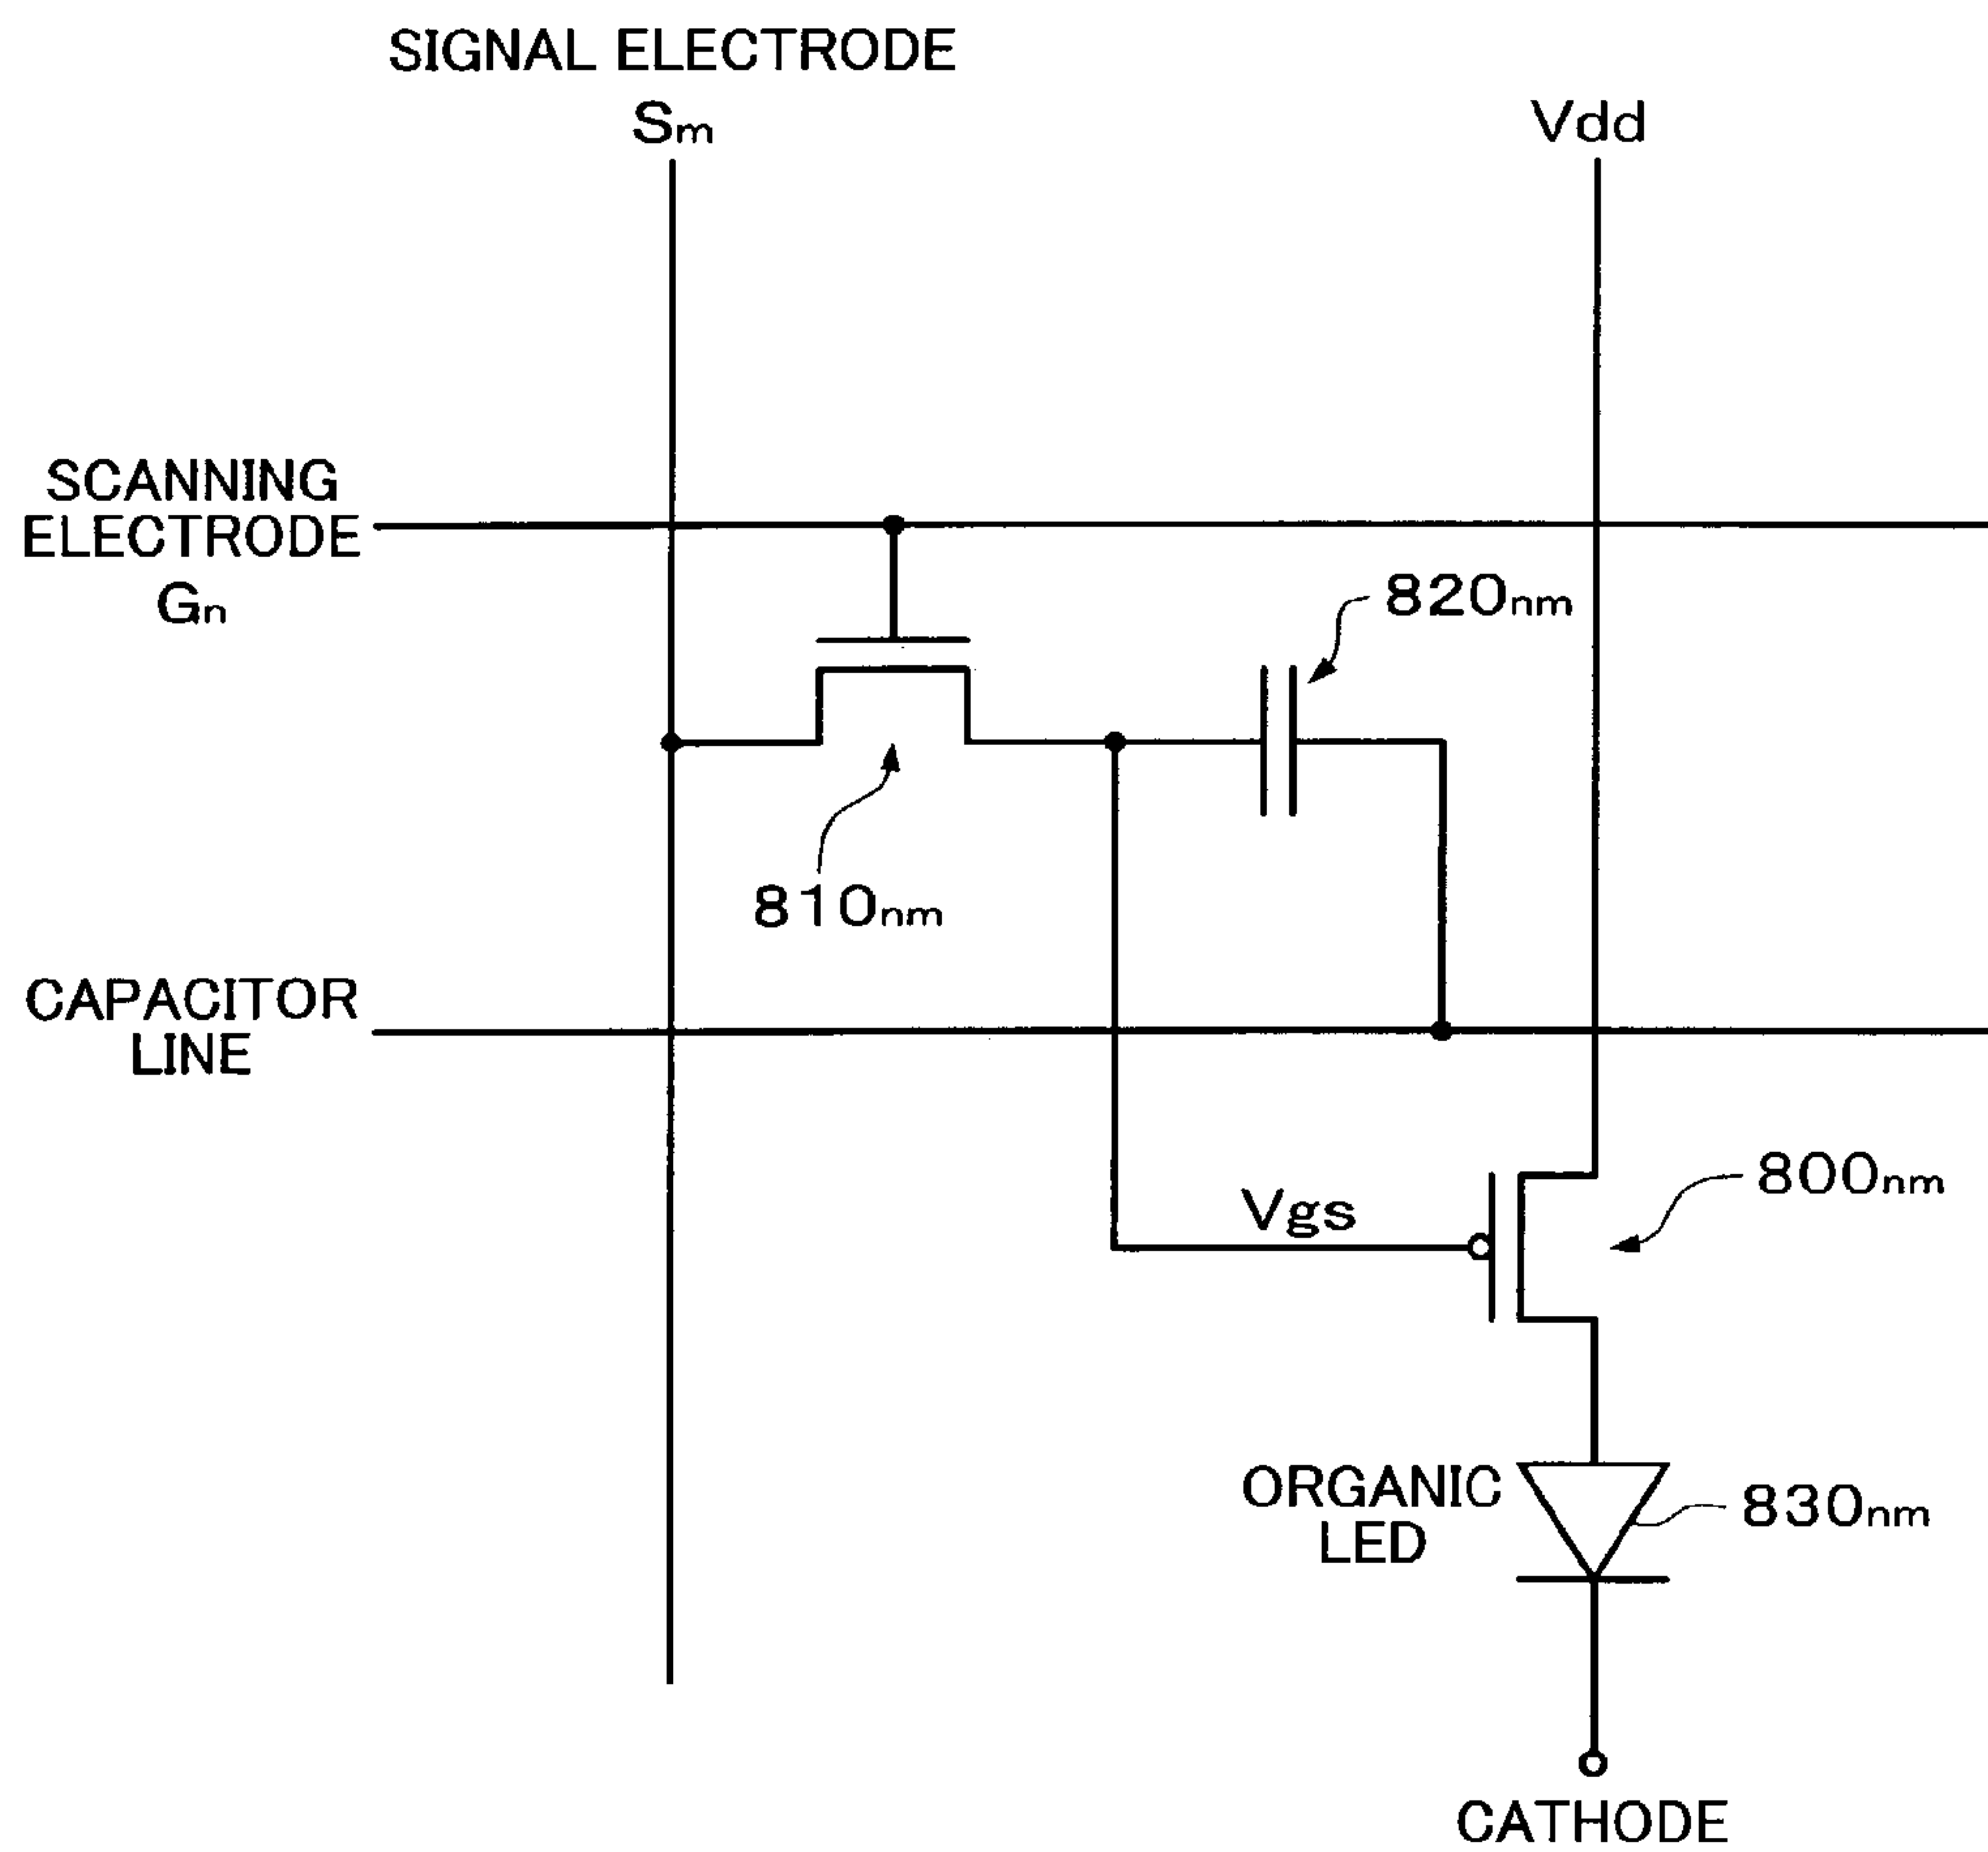 SIGNAL ELECTRODE
Sm
Vdd
SCANNING
ELECTRODE
Gn
820nm
810nm
CAPACITOR
LINE
800nm
Vgs
ORGANIC
LED
830nm
CATHODE